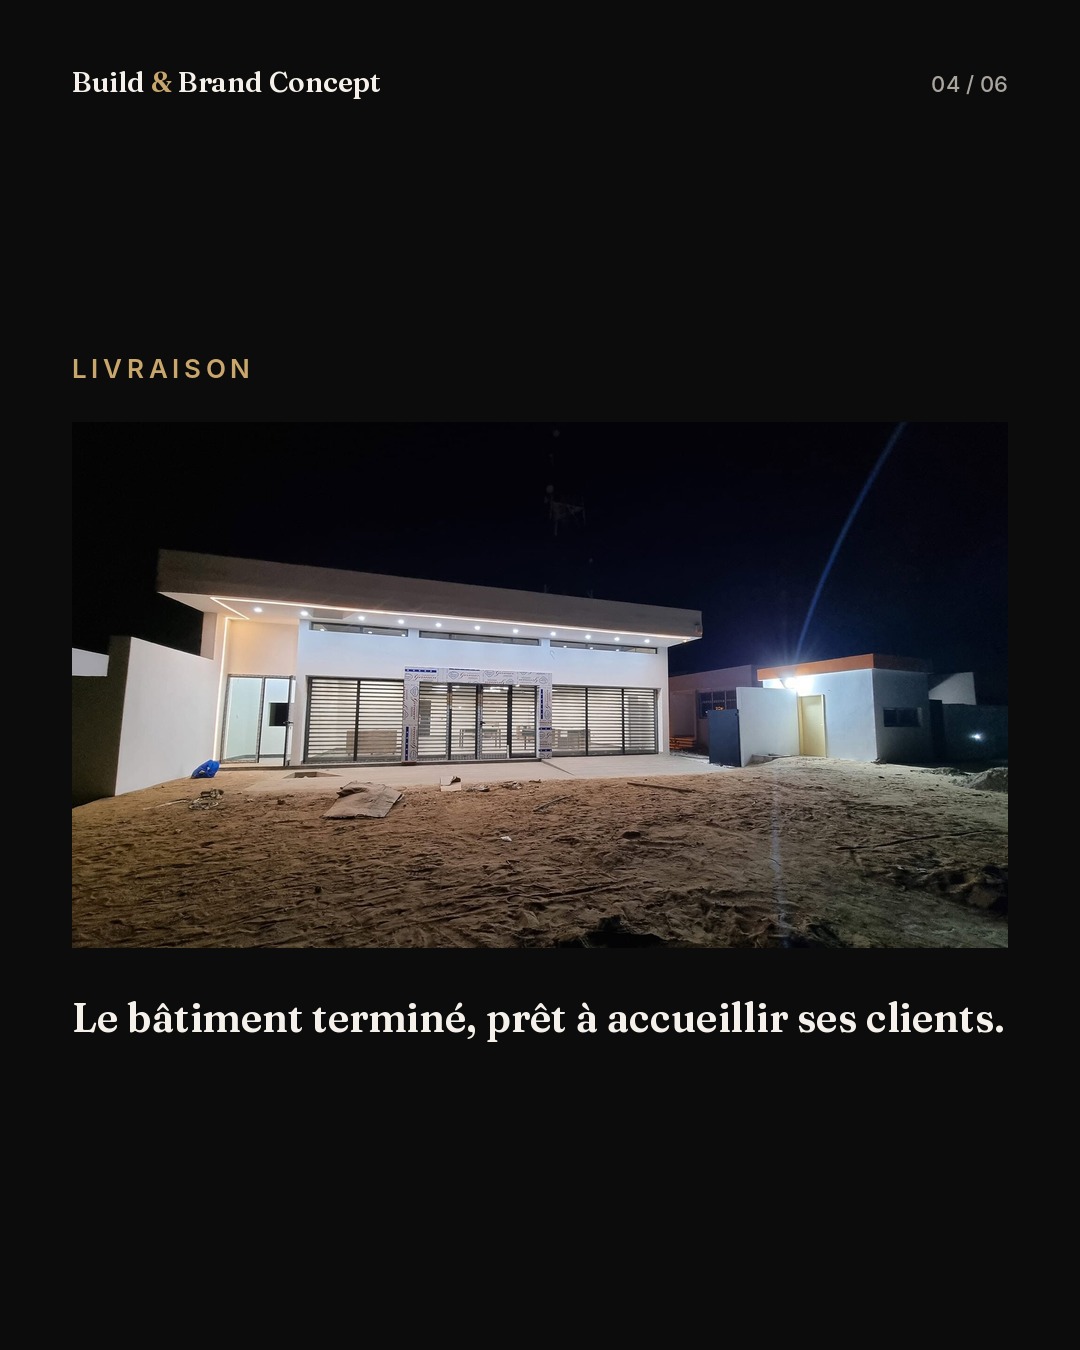 Build & Brand Concept
04 / 06
LIVRAISON
Le bâtiment terminé, prêt à accueillir ses clients.